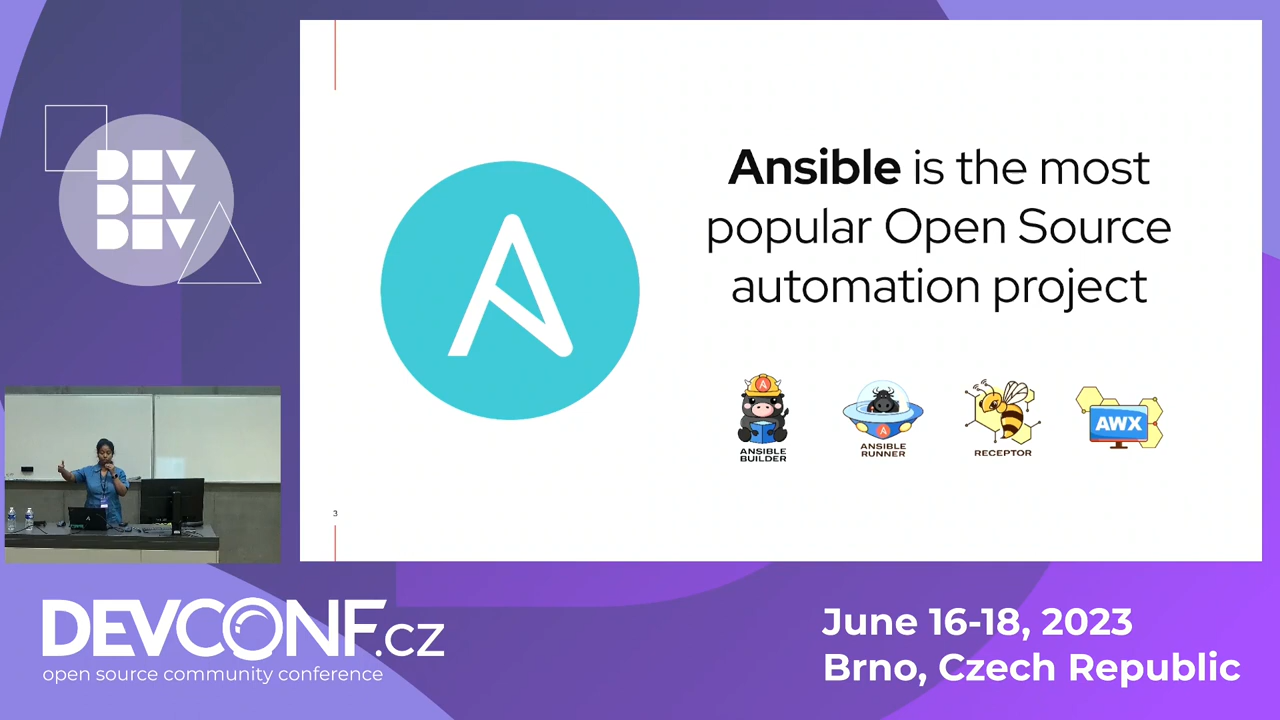 DEV
DEV
DEV
Ansible is the most
popular Open Source
automation project
ANSIBLE
BUILDER
ANSIBLE
RUNNER
RECEPTOR
AWX
3
DEVCONF.cz
open source community conference
June 16-18, 2023
Brno, Czech Republic